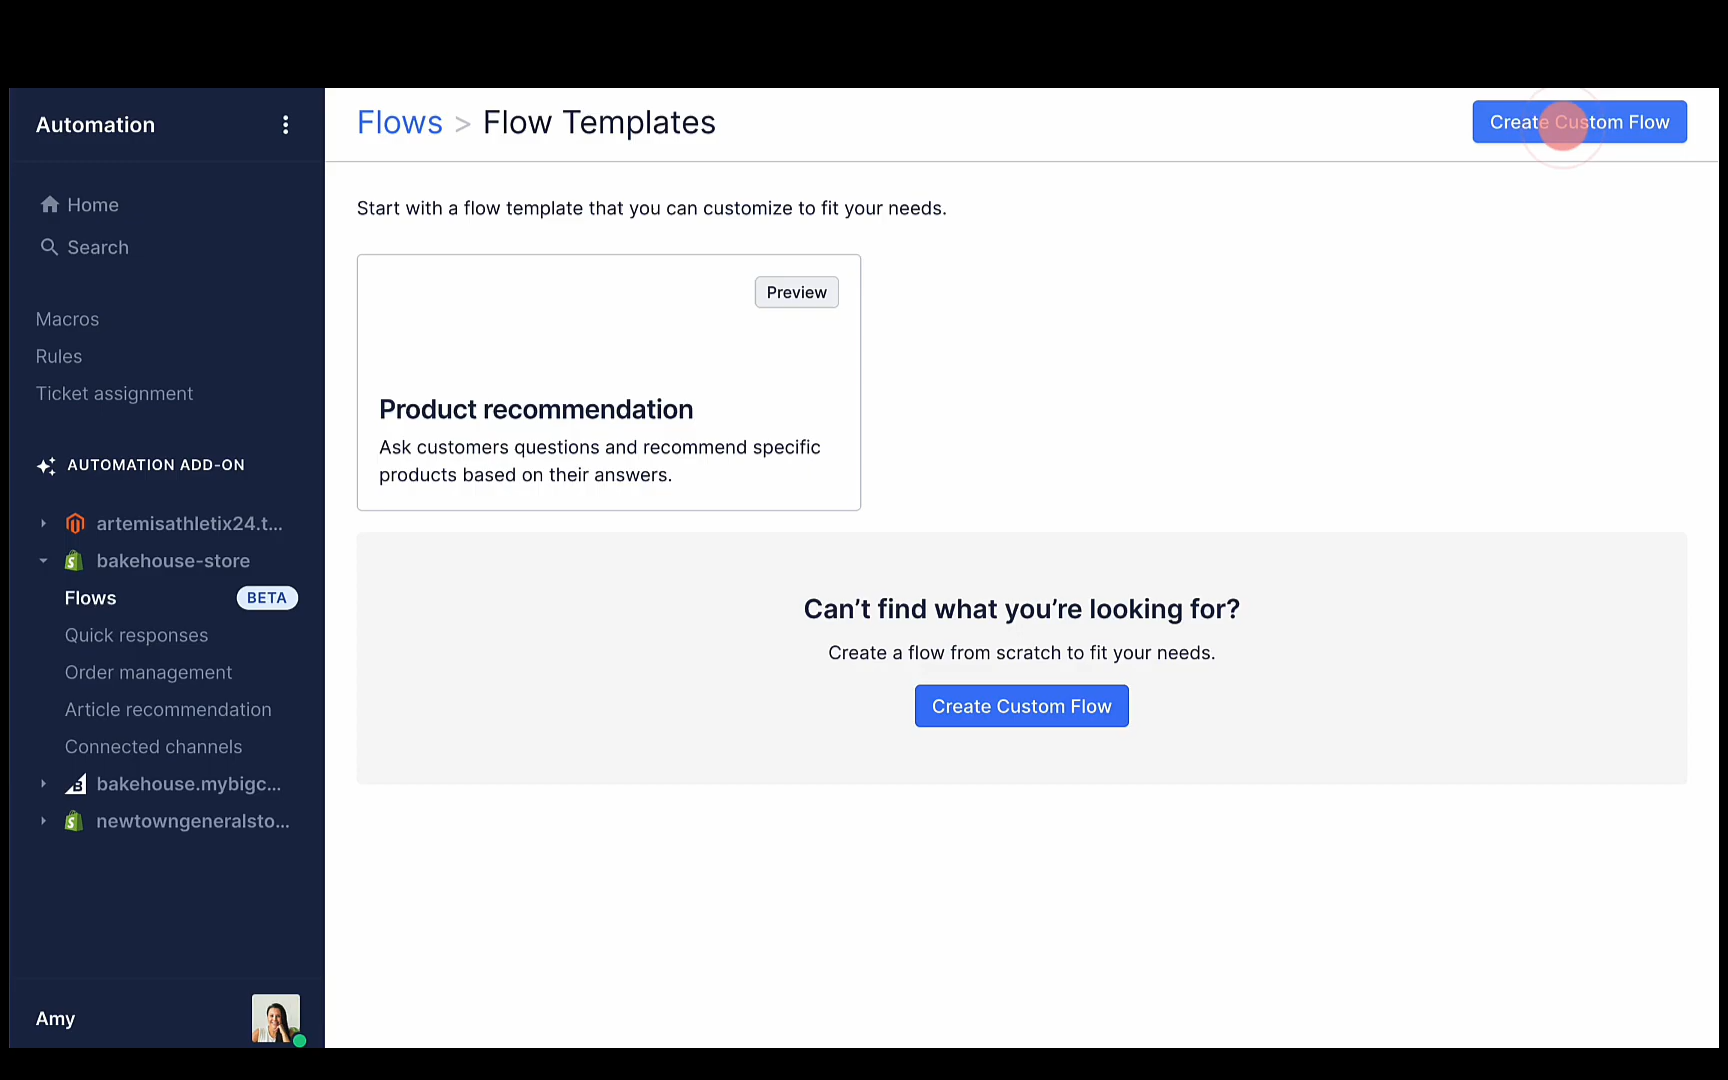 Automation
Home
Search
Macros
Rules
Ticket assignment
AUTOMATION ADD-ON
artemisathletix24.t...
bakehouse-store
Flows BETA
Quick responses
Order management
Article recommendation
Connected channels
bakehouse.mybigc...
newtowngeneralsto...
Amy
Flows > Flow Templates
Create Custom Flow
Start with a flow template that you can customize to fit your needs.
Preview
Product recommendation
Ask customers questions and recommend specific
products based on their answers.
Can’t find what you’re looking for?
Create a flow from scratch to fit your needs.
Create Custom Flow